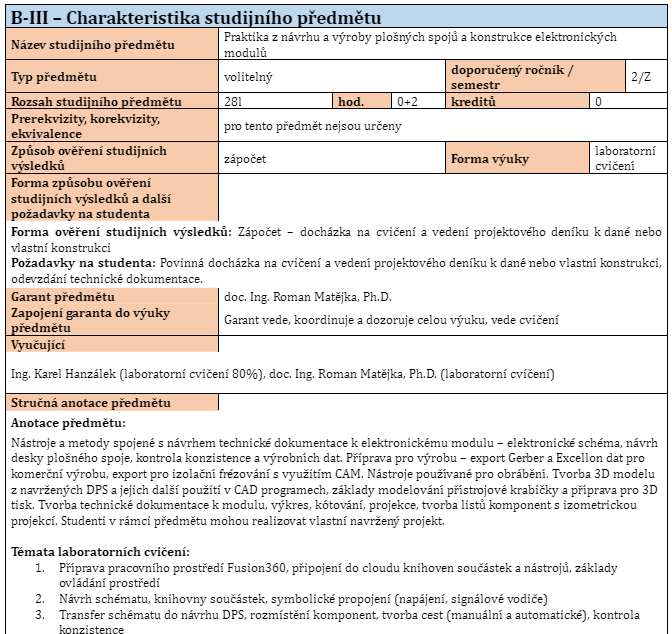 B-III – Charakteristika studijního předmětu
Název studijního předmětu
Praktika z návrhu a výroby plošných spojů a konstrukce elektronických
modulů
Typ předmětu
volitelný
doporučený ročník /
semestr
2/Z
Rozsah studijního předmětu
28l
hod.
0+2
kreditů
0
Prerekvizity, korekvizity,
ekvivalence
pro tento předmět nejsou určeny
Způsob ověření studijních
výsledků
zápočet
Forma výuky
laboratorní
cvičení
Forma způsobu ověření
studijních výsledků a další
požadavky na studenta
Forma ověření studijních výsledků: Zápočet – docházka na cvičení a vedení projektového deníku k dané nebo
vlastní konstrukci
Požadavky na studenta: Povinná docházka na cvičení a vedení projektového deníku k dané nebo vlastní konstrukci,
odevzdání technické dokumentace.
Garant předmětu
doc. Ing. Roman Matějka, Ph.D.
Zapojení garanta do výuky
předmětu
Garant vede, koordinuje a dozoruje celou výuku, vede cvičení
Vyučující
Ing. Karel Hanzálek (laboratorní cvičení 80%), doc. Ing. Roman Matějka, Ph.D. (laboratorní cvíčení)
Stručná anotace předmětu
Anotace předmětu:
Nástroje a metody spojené s návrhem technické dokumentace k elektronickému modulu – elektronické schéma, návrh
desky plošného spoje, kontrola konzistence a výrobních dat. Příprava pro výrobu – export Gerber a Excellon dat pro
komerční výrobu, export pro izolační frézování s využitím CAM. Nástroje používané pro obrábění. Tvorba 3D modelu
z navržených DPS a jejich další použití v CAD programech, základy modelování přístrojové krabičky a příprava pro 3D
tisk. Tvorba technické dokumentace k modulu, výkres, kótování, projekce, tvorba listů komponent s izometrickou
projekcí. Studenti v rámci předmětu mohou realizovat vlastní navržený projekt.
Témata laboratorních cvičení:
1. Příprava pracovního prostředí Fusion360, připojení do cloudu knihoven součástek a nástrojů, základy
ovládání prostředí
2. Návrh schématu, knihovny součástek, symbolické propojení (napájení, signálové vodiče)
3. Transfer schématu do návrhu DPS, rozmístění komponent, tvorba cest (manuální a automatické), kontrola
konzistence